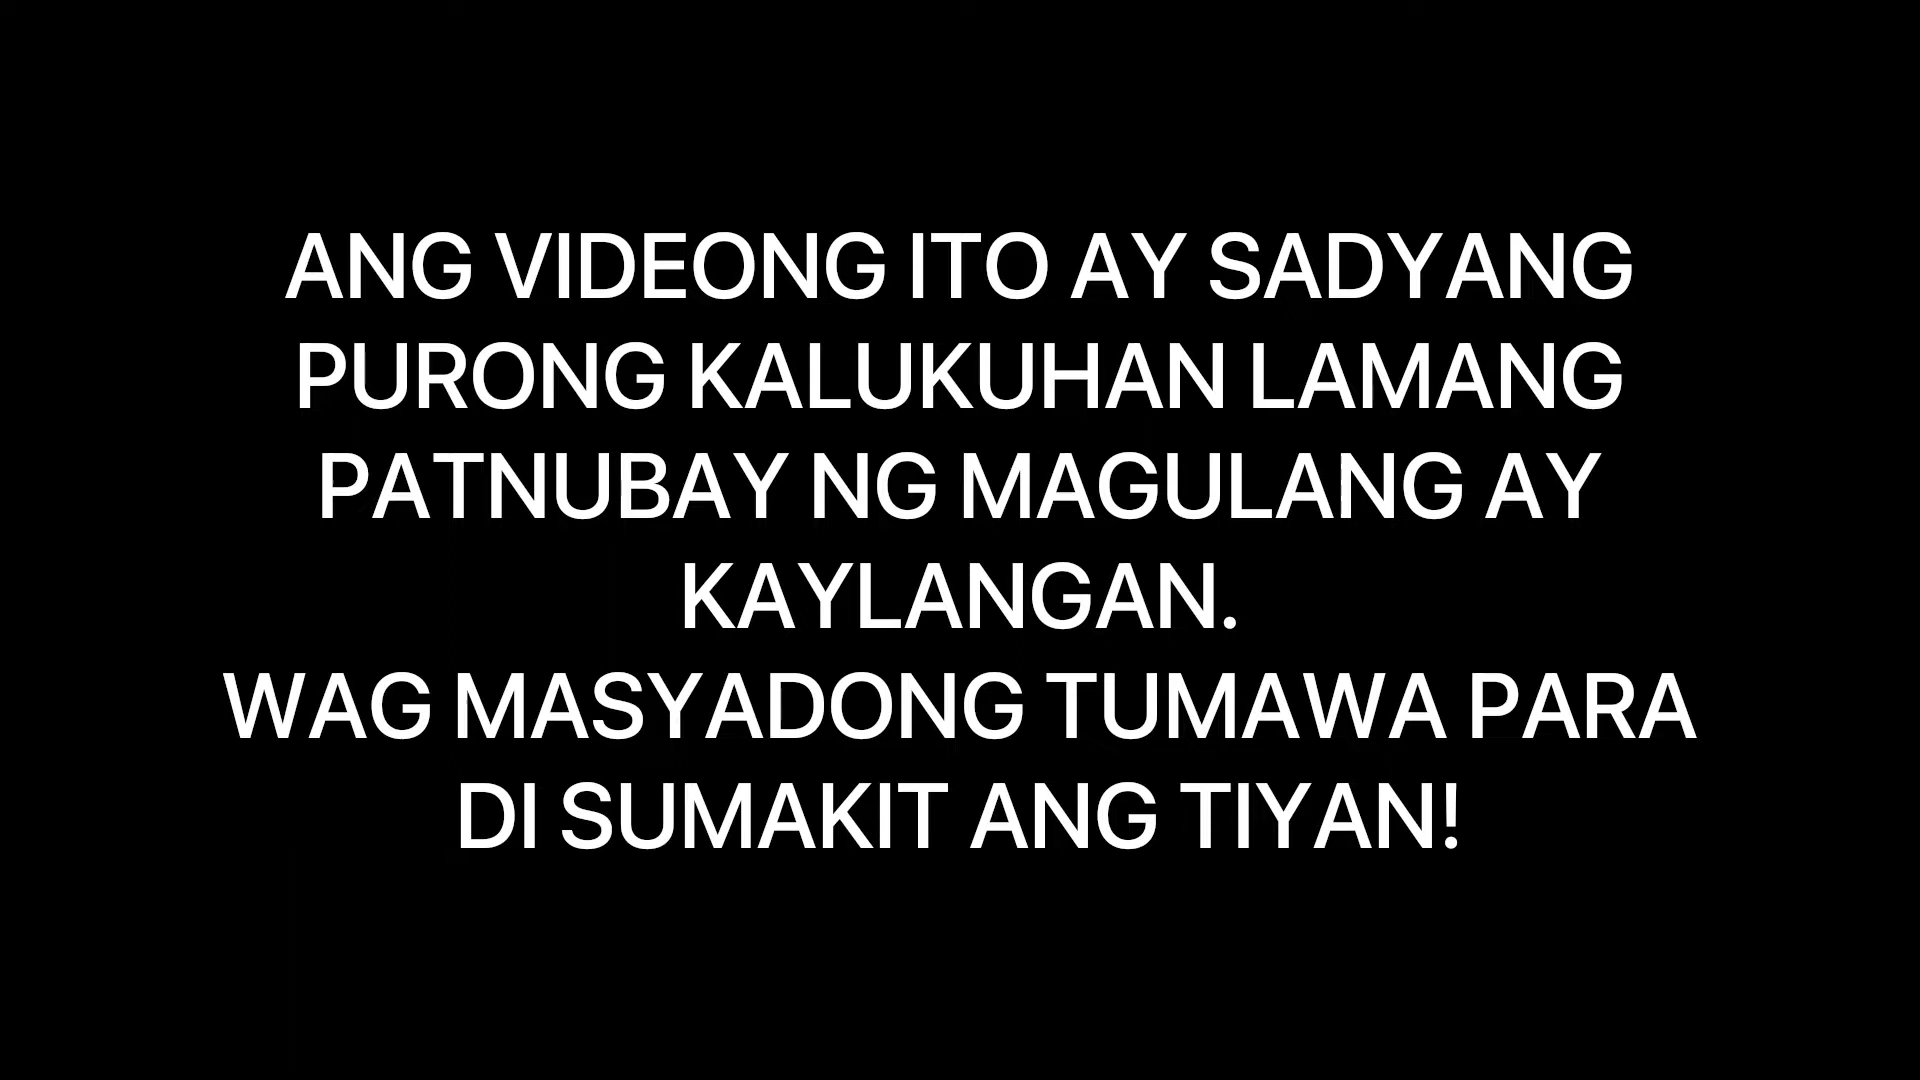 ANG VIDEONG ITO AY SADYANG
PURONG KALUKUHAN LAMANG
PATNUBAY NG MAGULANG AY
KAYLANGAN.
WAG MASYADONG TUMAWA PARA
DI SUMAKIT ANG TIYAN!